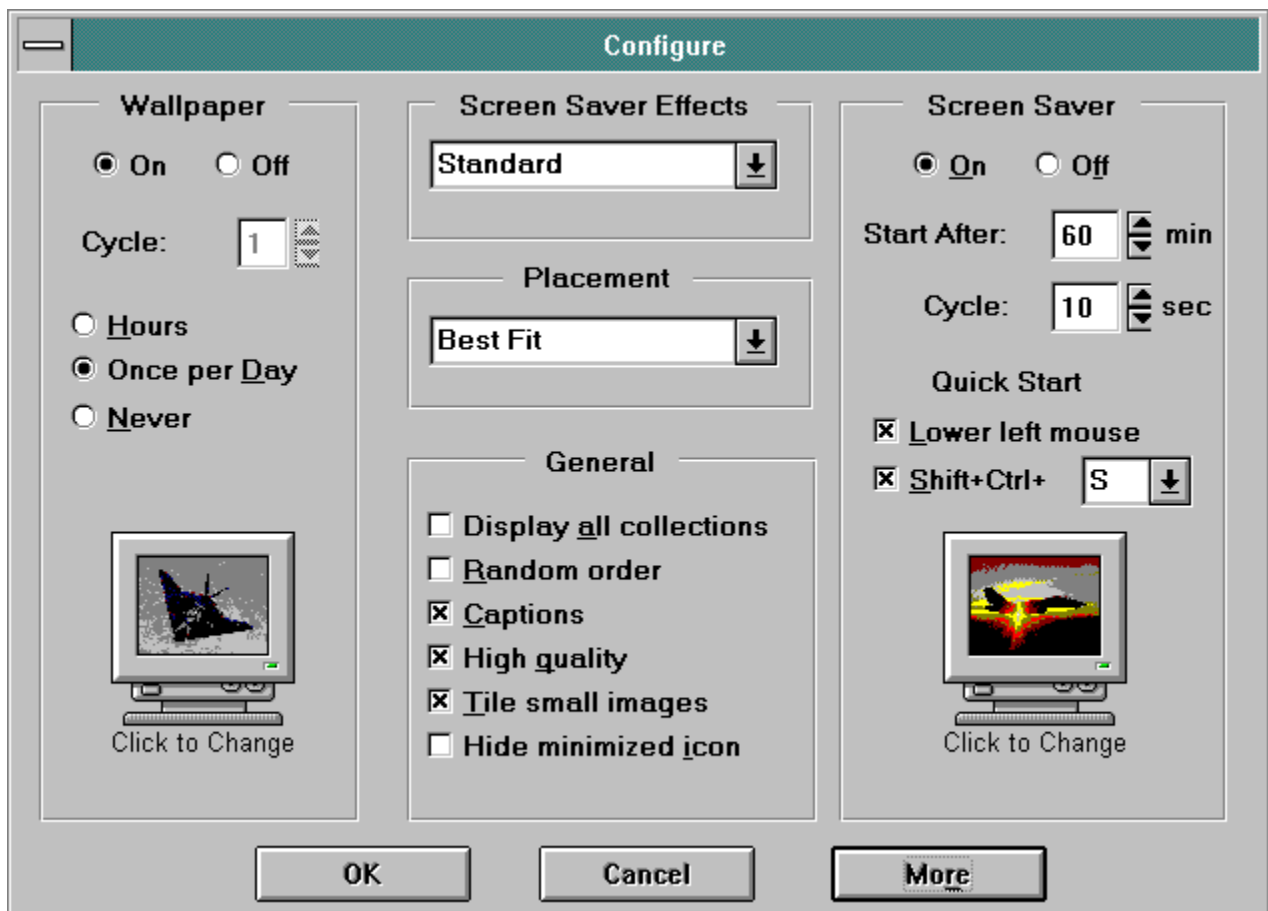 Configure
Wallpaper
On Off
Cycle: 1
Hours
Once per Day
Never
Click to Change
Screen Saver Effects
Standard
Placement
Best Fit
General
Display all collections
Random order
Captions
High quality
Tile small images
Hide minimized icon
Screen Saver
On Off
Start After: 60 min
Cycle: 10 sec
Quick Start
Lower left mouse
Shift+Ctrl+ S
Click to Change
OK Cancel More